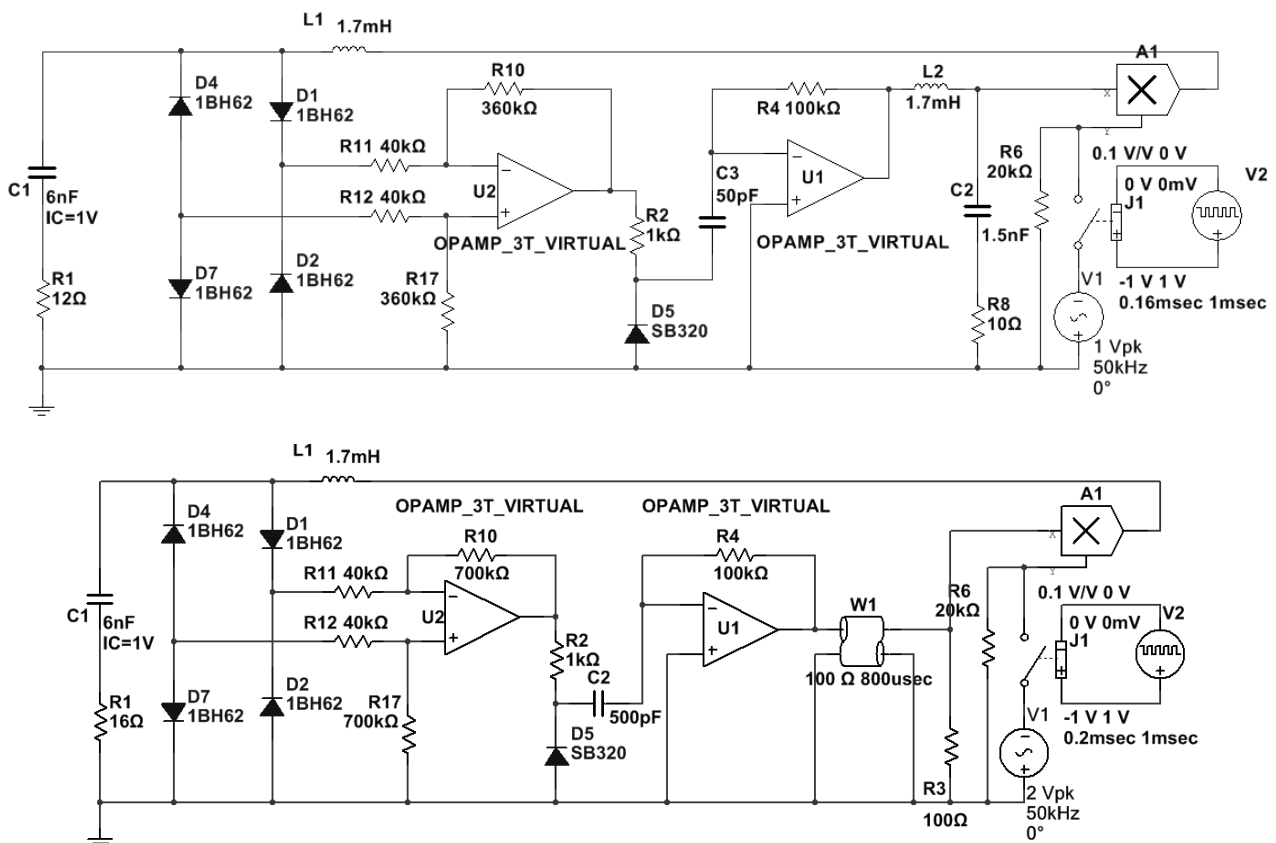 L1
1.7mH
A1
X
Y
D4
1BH62
D1
1BH62
R10
360kΩ
R4 100kΩ
L2
1.7mH
R11 40kΩ
R12 40kΩ
U2
U1
OPAMP_3T_VIRTUAL
OPAMP_3T_VIRTUAL
C1
6nF
IC=1V
R1
12Ω
D7
1BH62
D2
1BH62
R17
360kΩ
R2
1kΩ
D5
SB320
C3
50pF
C2
1.5nF
R8
10Ω
R6
20kΩ
0.1 V/V 0 V
0 V 0mV
J1
V2
-1 V 1 V
0.16msec 1msec
V1
1 Vpk
50kHz
0°
L1
1.7mH
A1
X
Y
OPAMP_3T_VIRTUAL
OPAMP_3T_VIRTUAL
D4
1BH62
D1
1BH62
R10
700kΩ
R4
100kΩ
R11 40kΩ
R12 40kΩ
U2
U1
W1
100 Ω 800usec
C1
6nF
IC=1V
R1
16Ω
D7
1BH62
D2
1BH62
R17
700kΩ
R2
1kΩ
C2
500pF
D5
SB320
R6
20kΩ
R3
100Ω
0.1 V/V 0 V
0 V 0mV
J1
V2
-1 V 1 V
0.2msec 1msec
V1
2 Vpk
50kHz
0°